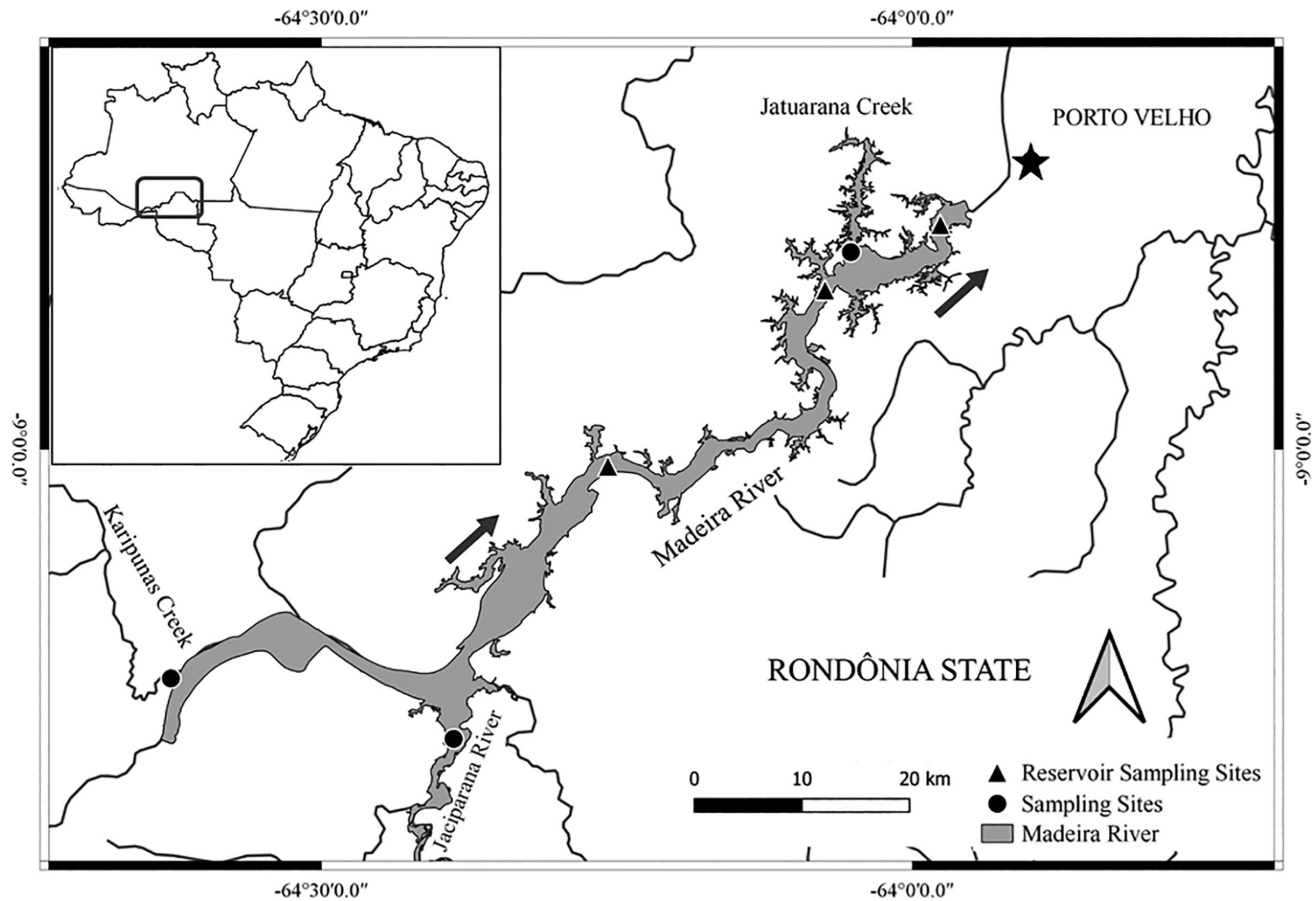 -64°30'0.0"
-64°0'0.0"
Jatuarana Creek
PORTO VELHO
-9°0'0.0"
-9°0'0.0"
Madeira River
Karipunas Creek
RONDÔNIA STATE
Jaciparana River
0 10 20 km
Reservoir Sampling Sites
Sampling Sites
Madeira River
-64°30'0.0"
-64°0'0.0"